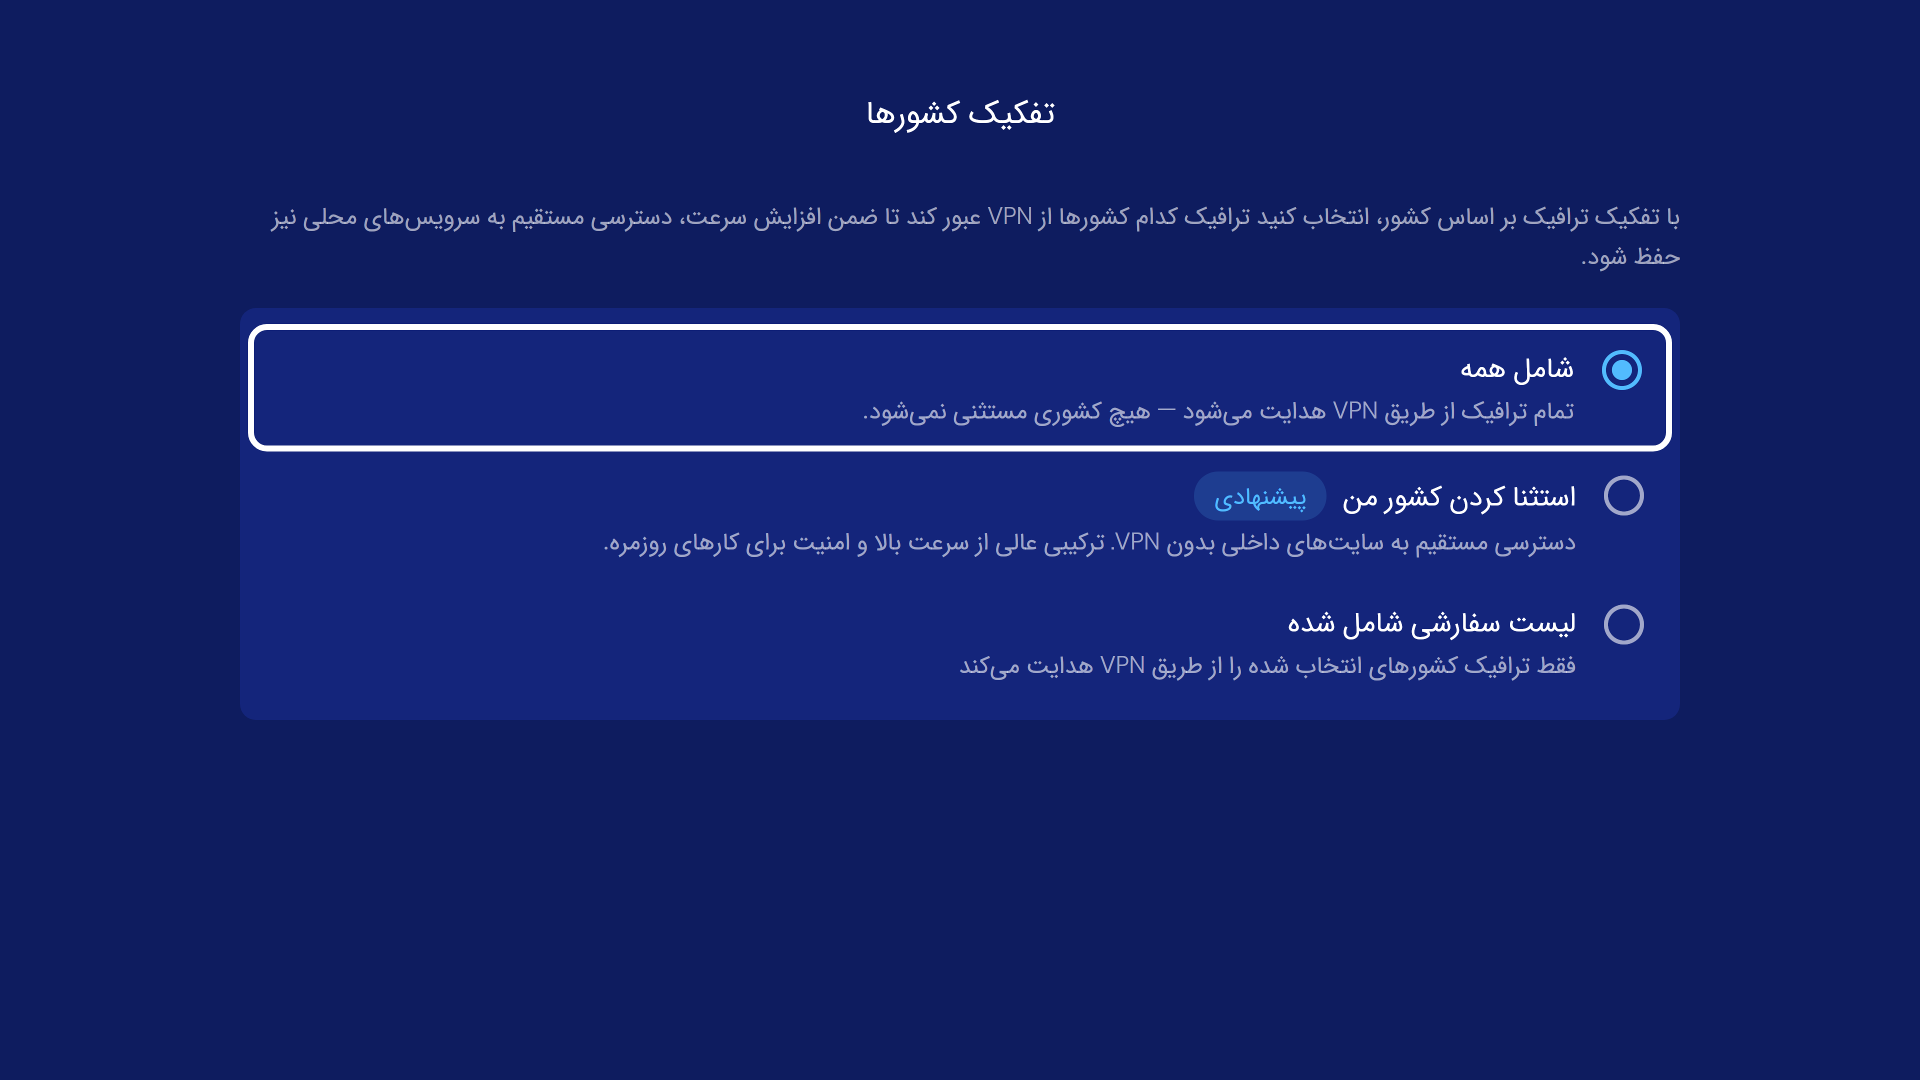 تفکیک کشورها
با تفکیک ترافیک بر اساس کشور، انتخاب کنید ترافیک کدام کشورها از VPN عبور کند تا ضمن افزایش سرعت، دسترسی مستقیم به سرویس‌های محلی نیز
حفظ شود.
شامل همه
تمام ترافیک از طریق VPN هدایت می‌شود — هیچ کشوری مستثنی نمی‌شود.
استثنا کردن کشور من پیشنهادی
دسترسی مستقیم به سایت‌های داخلی بدون VPN. ترکیبی عالی از سرعت بالا و امنیت برای کارهای روزمره.
لیست سفارشی شامل شده
فقط ترافیک کشورهای انتخاب شده را از طریق VPN هدایت می‌کند